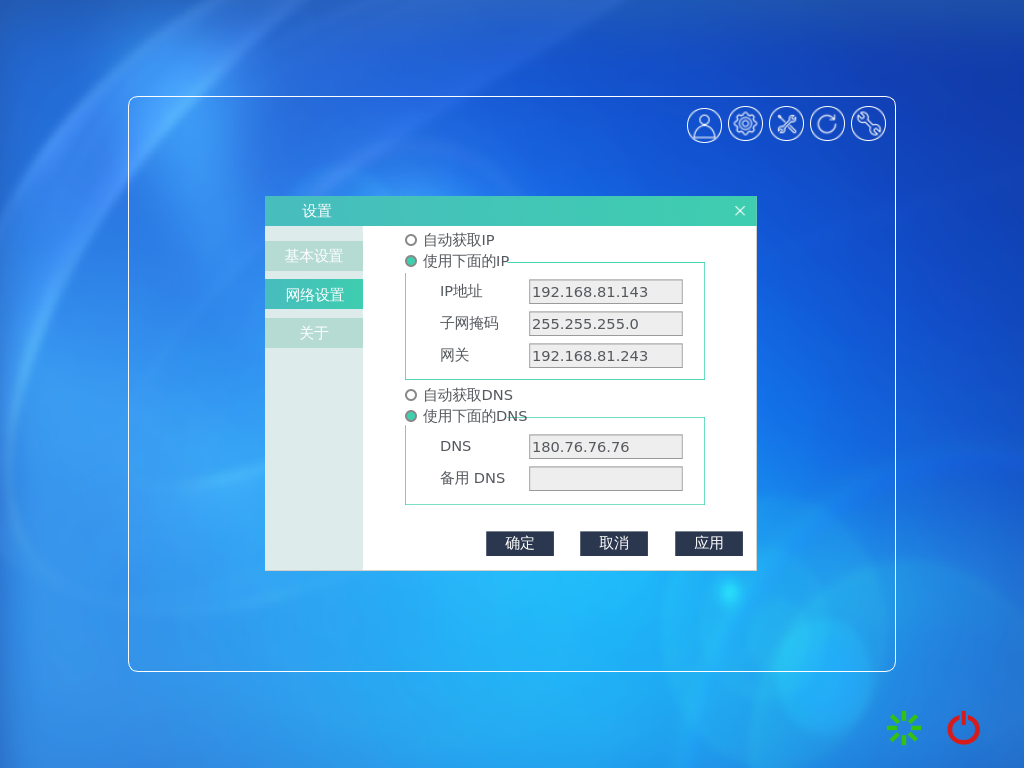 设置
基本设置
网络设置
关于
自动获取IP
使用下面的IP
IP地址 192.168.81.143
子网掩码 255.255.255.0
网关 192.168.81.243
自动获取DNS
使用下面的DNS
DNS 180.76.76.76
备用 DNS
确定 取消 应用